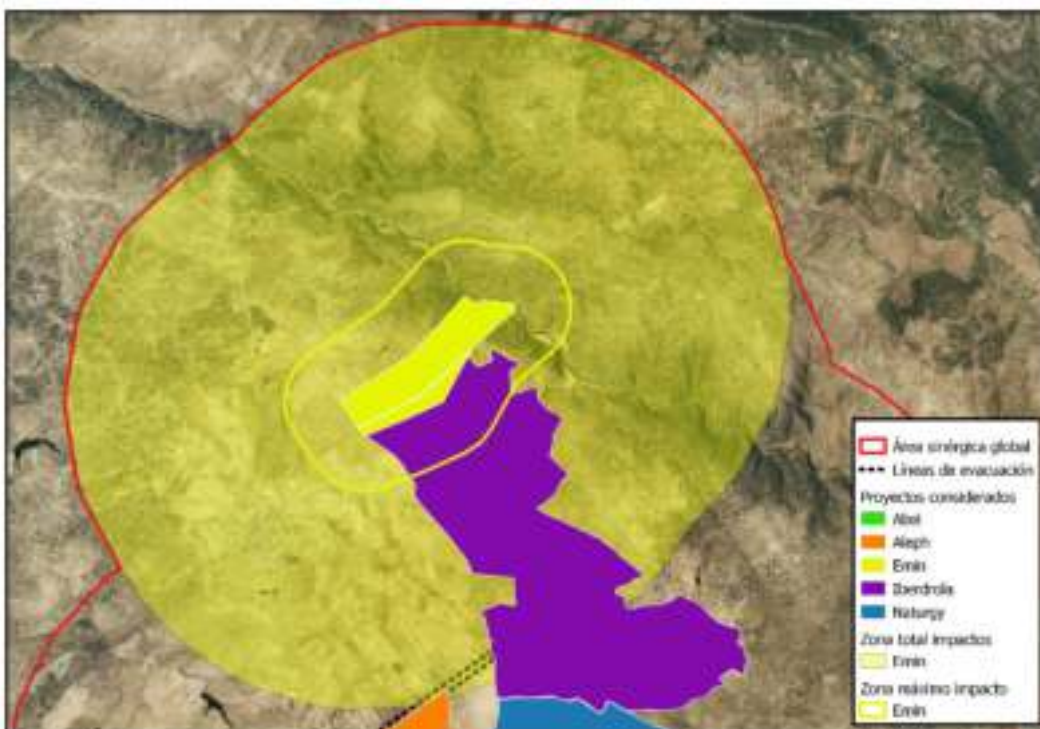 Área sinérgica global
Líneas de evacuación
Proyectos considerados
Abei
Aleph
Emin
Iberdrola
Naturgy
Zona total impactos
Emin
Zona máximo impacto
Emin